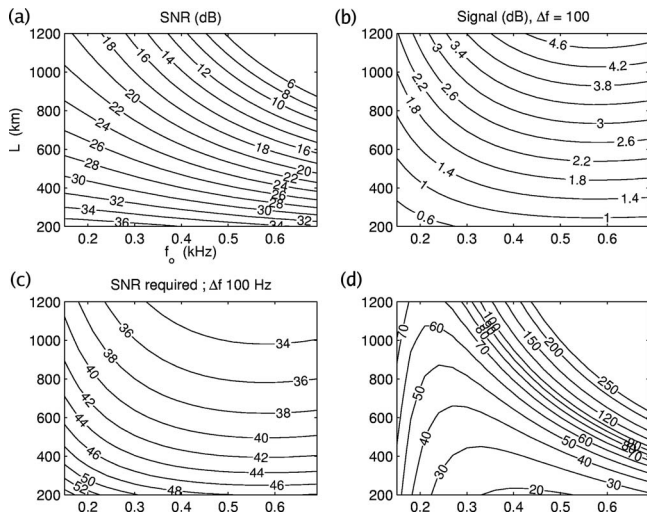 (a)
SNR (dB)
1200
1000
800
600
400
200
L (km)
0.2 0.3 0.4 0.5 0.6
f_o (kHz)
18 16 14 12 6 8 10
20 22 24 26 28 30 32 34 36
16 18 20 22 24 26 28 30 32 34
(b)
Signal (dB), Δf = 100
1200
1000
800
600
400
200
0.2 0.3 0.4 0.5 0.6
3 3.4 4.6 4.2 3.8
2.2 2.6 1.8 3 2.6
1.4 2.2 1.8 1.4
1 0.6 1
(c)
SNR required ; Δf 100 Hz
1200
1000
800
600
400
200
0.2 0.3 0.4 0.5 0.6
36 34
38 36
40 38
42 44 40
46 42 44
50 52 48 46
(d)
1200
1000
800
600
400
200
0.2 0.3 0.4 0.5 0.6
70 60 100 150 200 250
70 120
50 50 60
40 40
30 30
20